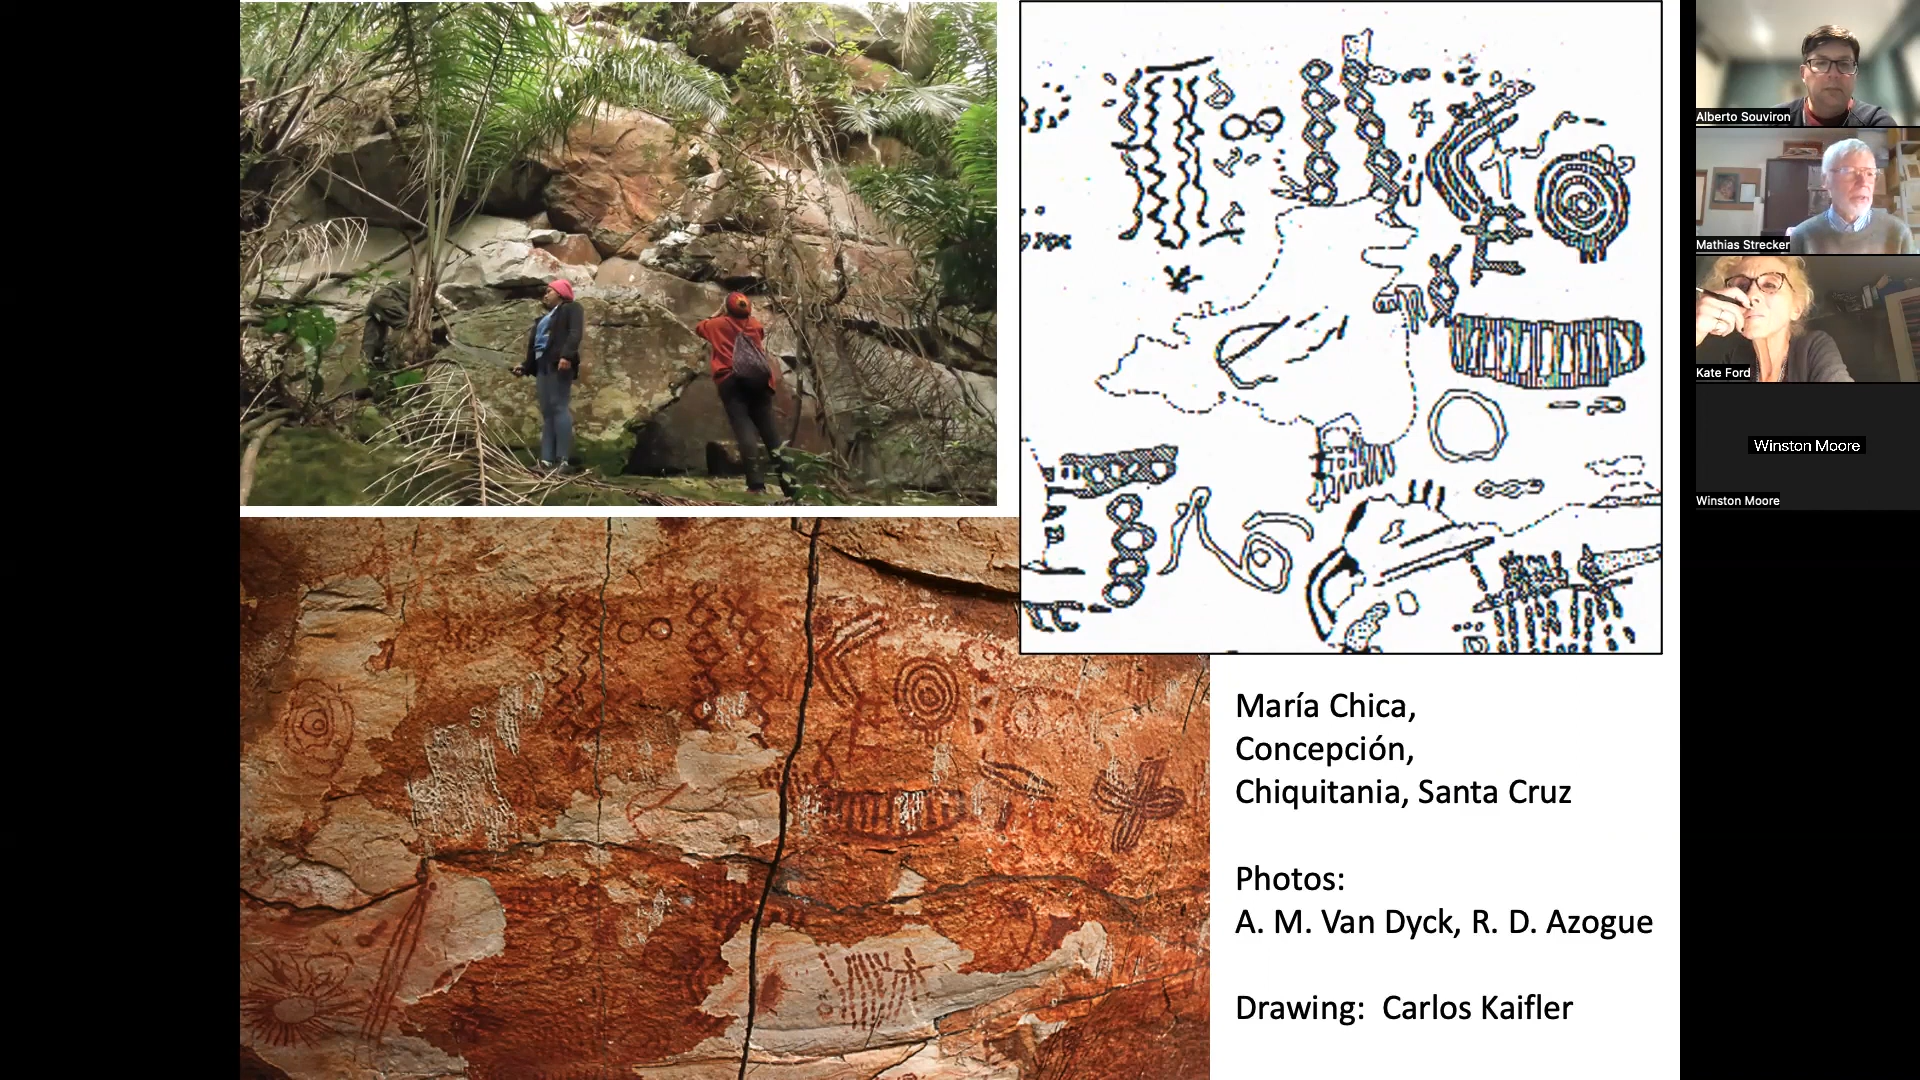 María Chica,
Concepción,
Chiquitania, Santa Cruz
Photos:
A. M. Van Dyck, R. D. Azogue
Drawing: Carlos Kaifler
Alberto Souviron
Mathias Strecker
Kate Ford
Winston Moore
Winston Moore